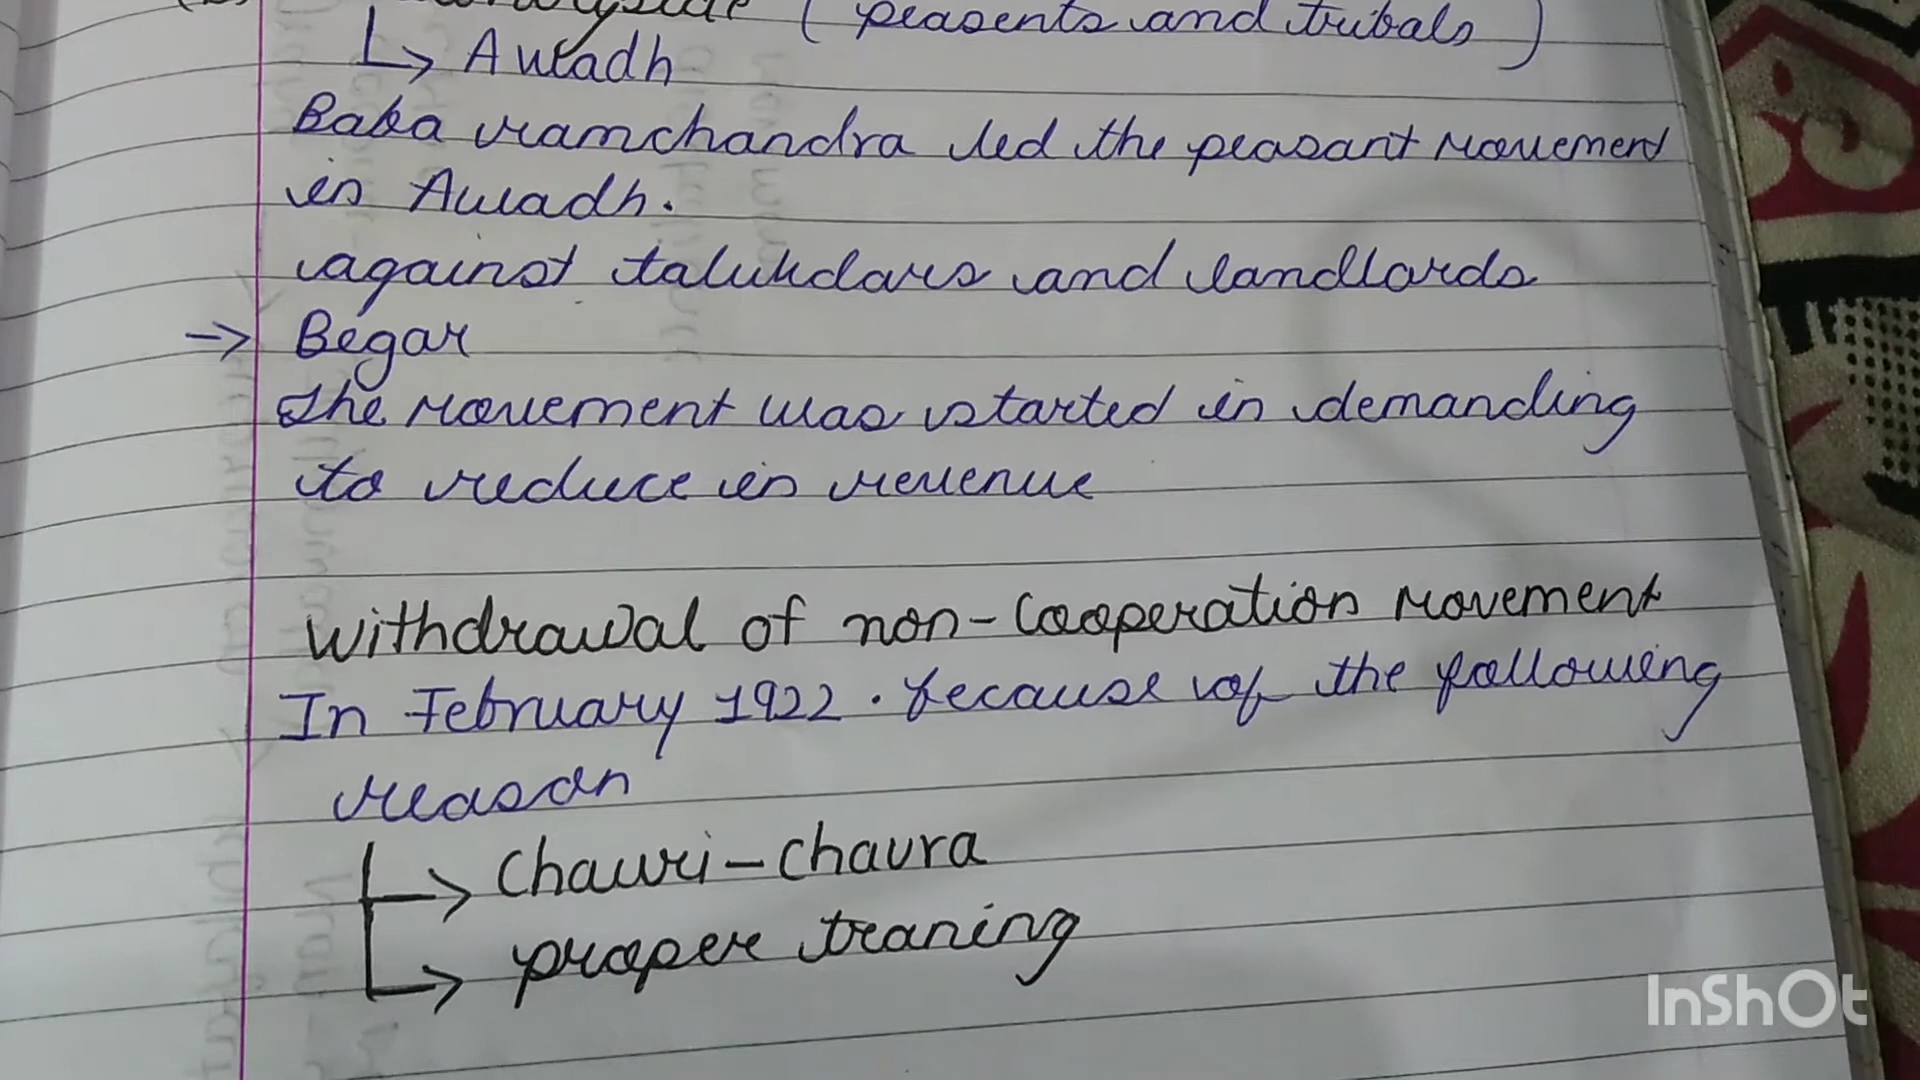 (peasents and tribals)
↳ Awadh
Baba ramchandra led the peasant movement
in Awadh.
against talukdars and landlords
→ Begar
The movement was started in demanding
to reduce in revenue
Withdrawal of non-Cooperation movement
In February 1922. because of the following
reason
→ Chauri-chaura
→ proper traning
InShOt